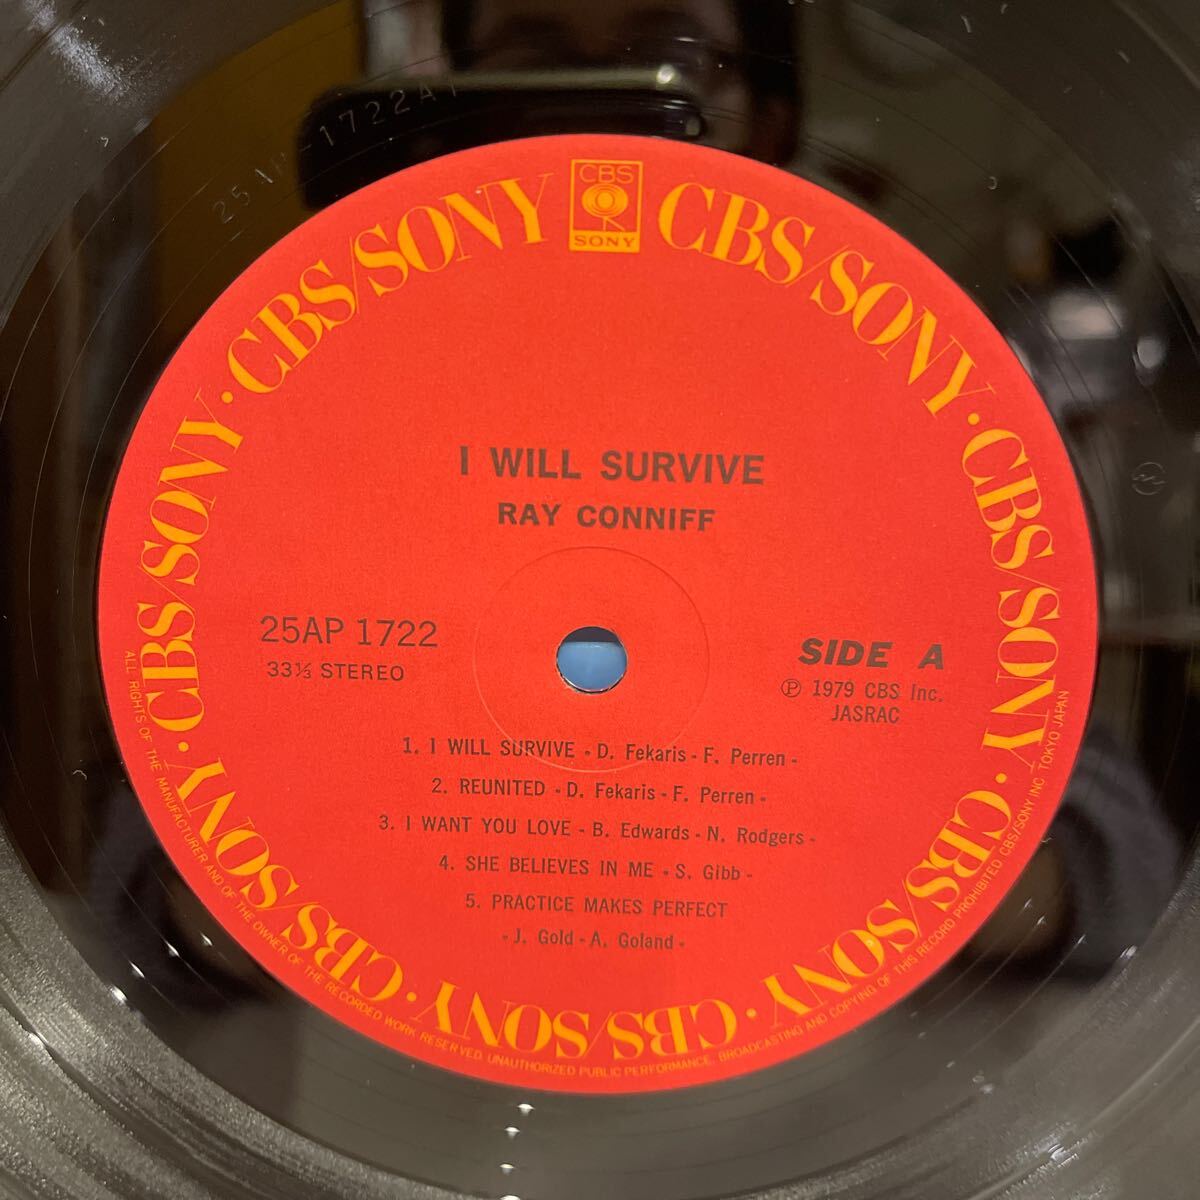 25AP-1722A1
CBS
SONY
CBS/SONY · CBS/SONY · CBS/SONY · CBS/SONY · CBS/SONY · CBS/SONY · CBS/SONY · CBS/SONY
I WILL SURVIVE
RAY CONNIFF
25AP 1722
33⅓ STEREO
SIDE A
Ⓟ 1979 CBS Inc.
JASRAC
1. I WILL SURVIVE - D. Fekaris - F. Perren -
2. REUNITED - D. Fekaris - F. Perren -
3. I WANT YOU LOVE - B. Edwards - N. Rodgers -
4. SHE BELIEVES IN ME - S. Gibb -
5. PRACTICE MAKES PERFECT
- J. Gold - A. Goland -
ALL RIGHTS OF THE MANUFACTURER AND OF THE OWNER OF THE RECORDED WORK RESERVED. UNAUTHORIZED PUBLIC PERFORMANCE, BROADCASTING AND COPYING OF THIS RECORD PROHIBITED CBS/SONY INC. TOKYO JAPAN